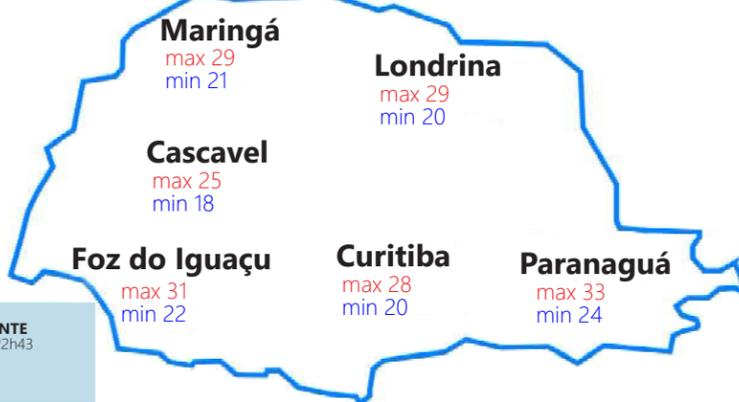 Maringá
max 29
min 21
Londrina
max 29
min 20
Cascavel
max 25
min 18
Foz do Iguaçu
max 31
min 22
Curitiba
max 28
min 20
Paranaguá
max 33
min 24
NTE
2h43